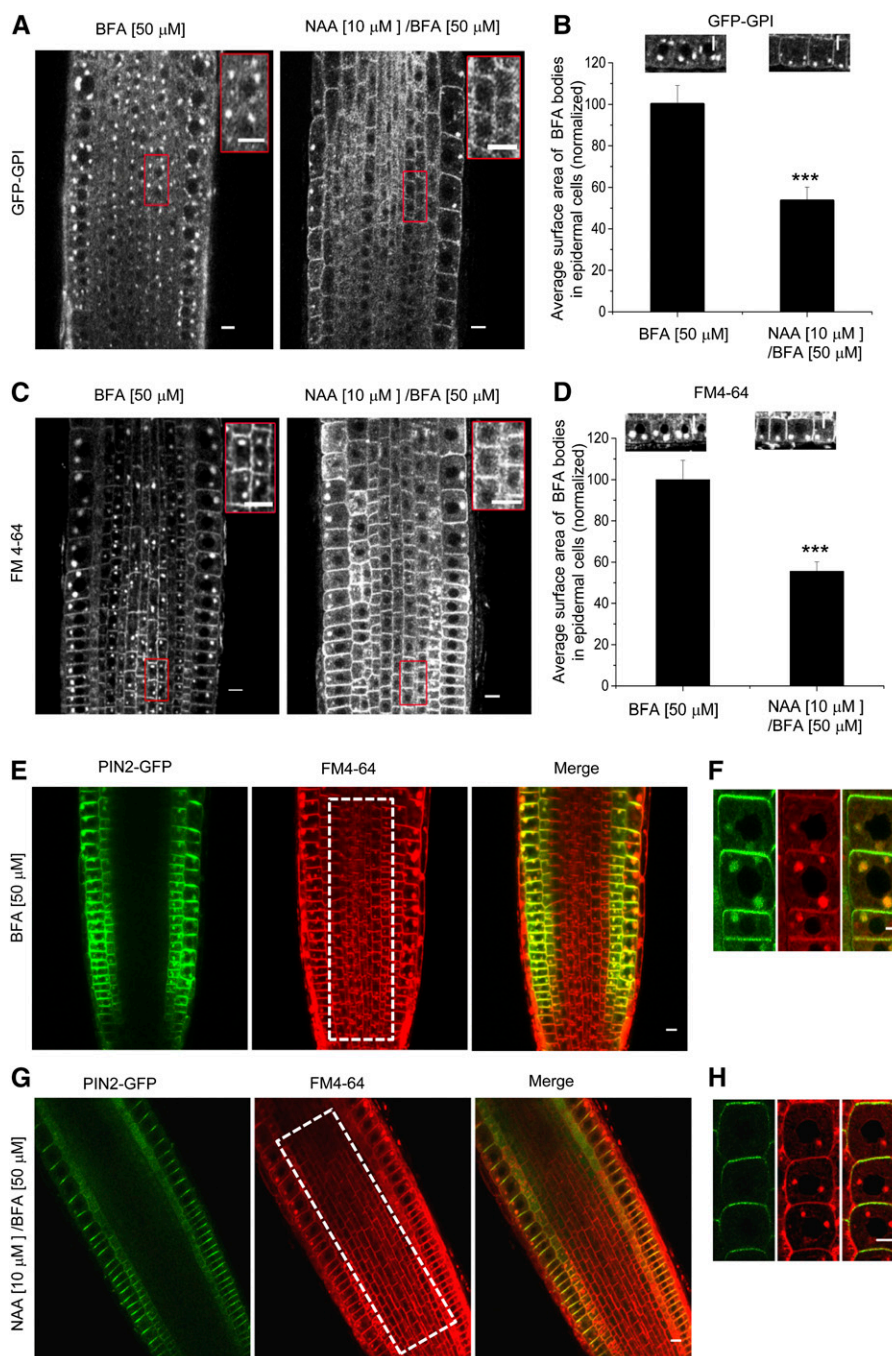 A
BFA [50 μM]
NAA [10 μM ] /BFA [50 μM]
GFP-GPI
B
GFP-GPI
Average surface area of BFA bodies
in epidermal cells (normalized)
120
100
80
60
40
20
0
***
BFA [50 μM]
NAA [10 μM ]
/BFA [50 μM]
C
BFA [50 μM]
NAA [10 μM ] /BFA [50 μM]
FM 4-64
D
FM4-64
Average surface area of BFA bodies
in epidermal cells (normalized)
120
100
80
60
40
20
0
***
BFA [50 μM]
NAA [10 μM ]
/BFA [50 μM]
E
PIN2-GFP
FM4-64
Merge
BFA [50 μM]
F
G
PIN2-GFP
FM4-64
Merge
NAA [10 μM ] /BFA [50 μM]
H